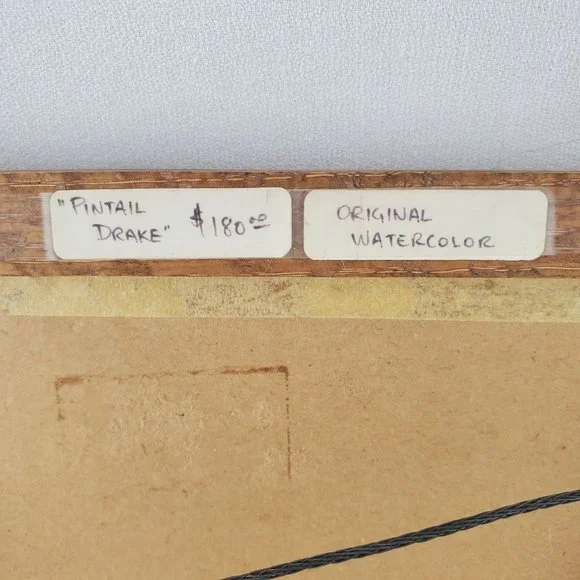 "PINTAIL
DRAKE" $180.00
ORIGINAL
WATERCOLOR